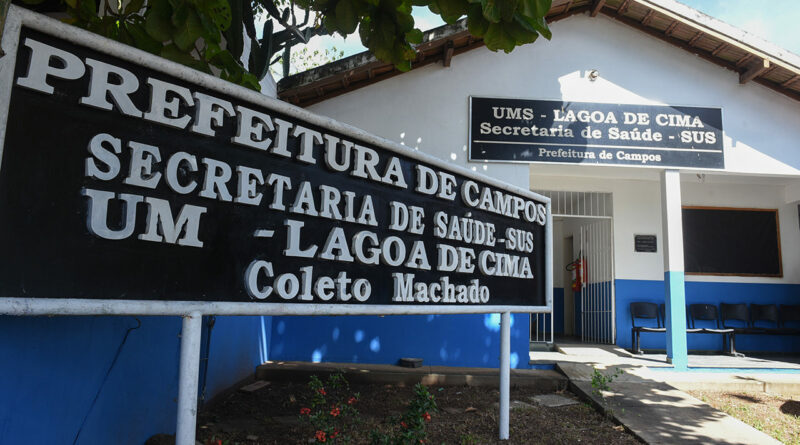 PREFEITURA DE CAMPOS
SECRETARIA DE SAÚDE-SUS
UM - LAGOA DE CIMA
Coleto Machado
UMS - LAGOA DE CIMA
Secretaria de Saúde - SUS
Prefeitura de Campos